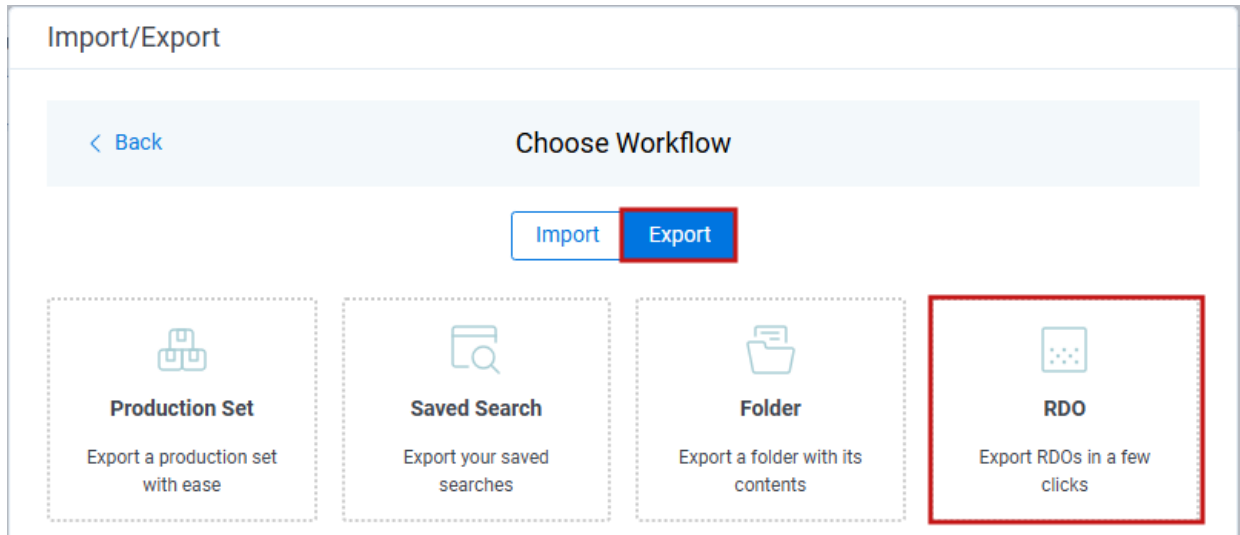 Import/Export
< Back
Choose Workflow
Import
Export
Production Set
Export a production set
with ease
Saved Search
Export your saved
searches
Folder
Export a folder with its
contents
RDO
Export RDOs in a few
clicks